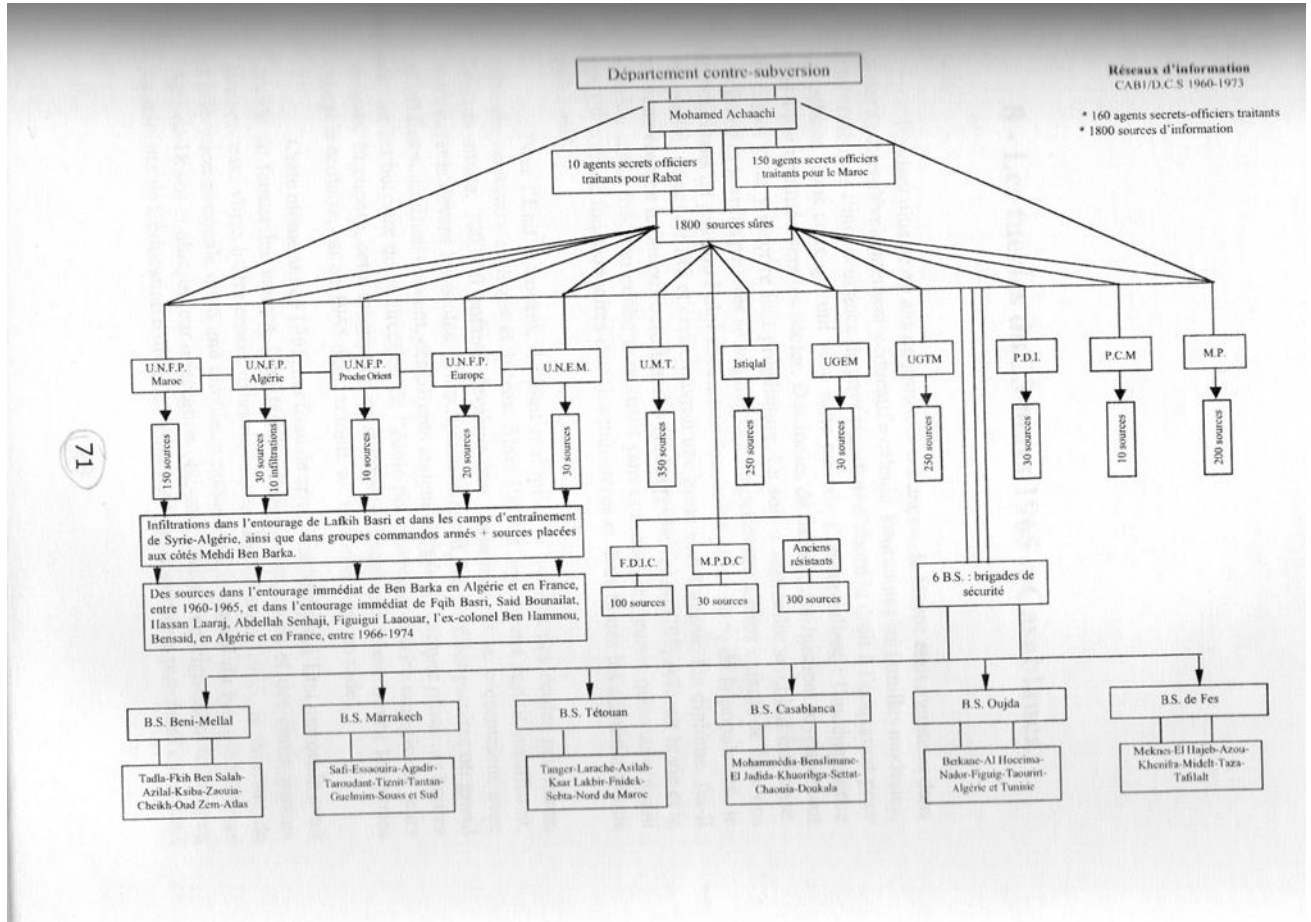 Département contre-subversion
Réseaux d'information
CAB1/D.C.S 1960-1973
* 160 agents secrets-officiers traitants
* 1800 sources d'information
Mohamed Achaachi
10 agents secrets officiers
traitants pour Rabat
150 agents secrets officiers
traitants pour le Maroc
1800 sources sûres
U.N.F.P.
Maroc
U.N.F.P.
Algérie
U.N.F.P.
Proche Orient
U.N.F.P.
Europe
U.N.E.M.
U.M.T.
Istiqlal
UGEM
UGTM
P.D.I.
P.C.M
M.P.
150 sources
30 sources
10 infiltrations
10 sources
20 sources
30 sources
350 sources
250 sources
30 sources
250 sources
30 sources
10 sources
200 sources
71
Infiltrations dans l'entourage de Lafkih Basri et dans les camps d'entraînement
de Syrie-Algérie, ainsi que dans groupes commandos armés + sources placées
aux côtés Mehdi Ben Barka.
Des sources dans l'entourage immédiat de Ben Barka en Algérie et en France,
entre 1960-1965, et dans l'entourage immédiat de Fqih Basri, Said Bounailat,
Hassan Laaraj, Abdellah Senhaji, Figuigui Laaouar, l'ex-colonel Ben Hammou,
Bensaid, en Algérie et en France, entre 1966-1974
F.D.I.C.
M.P.D.C
Anciens
résistants
100 sources
30 sources
300 sources
6 B.S. : brigades de
sécurité
B.S. Beni-Mellal
B.S. Marrakech
B.S. Tétouan
B.S. Casablanca
B.S. Oujda
B.S. de Fes
Tadla-Fkih Ben Salah-
Azilal-Ksiba-Zaouia-
Cheikh-Oud Zem-Atlas
Safi-Essaouira-Agadir-
Taroudant-Tiznit-Tantan-
Guelmim-Souss et Sud
Tanger-Larache-Asilah-
Ksar Lakbir-Fnidek-
Sebta-Nord du Maroc
Mohammédia-Benslimane-
El Jadida-Khuoribga-Settat-
Chaouia-Doukala
Berkane-Al Hoceima-
Nador-Figuig-Taourirt-
Algérie et Tunisie
Meknes-El Hajeb-Azou-
Khenifra-Midelt-Taza-
Tafilalt